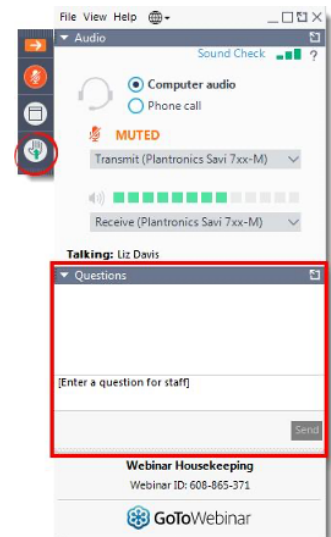 File View Help
Audio
Sound Check ?
Computer audio
Phone call
MUTED
Transmit (Plantronics Savi 7xx-M)
Receive (Plantronics Savi 7xx-M)
Talking: Liz Davis
Questions
[Enter a question for staff]
Send
Webinar Housekeeping
Webinar ID: 608-865-371
GoToWebinar